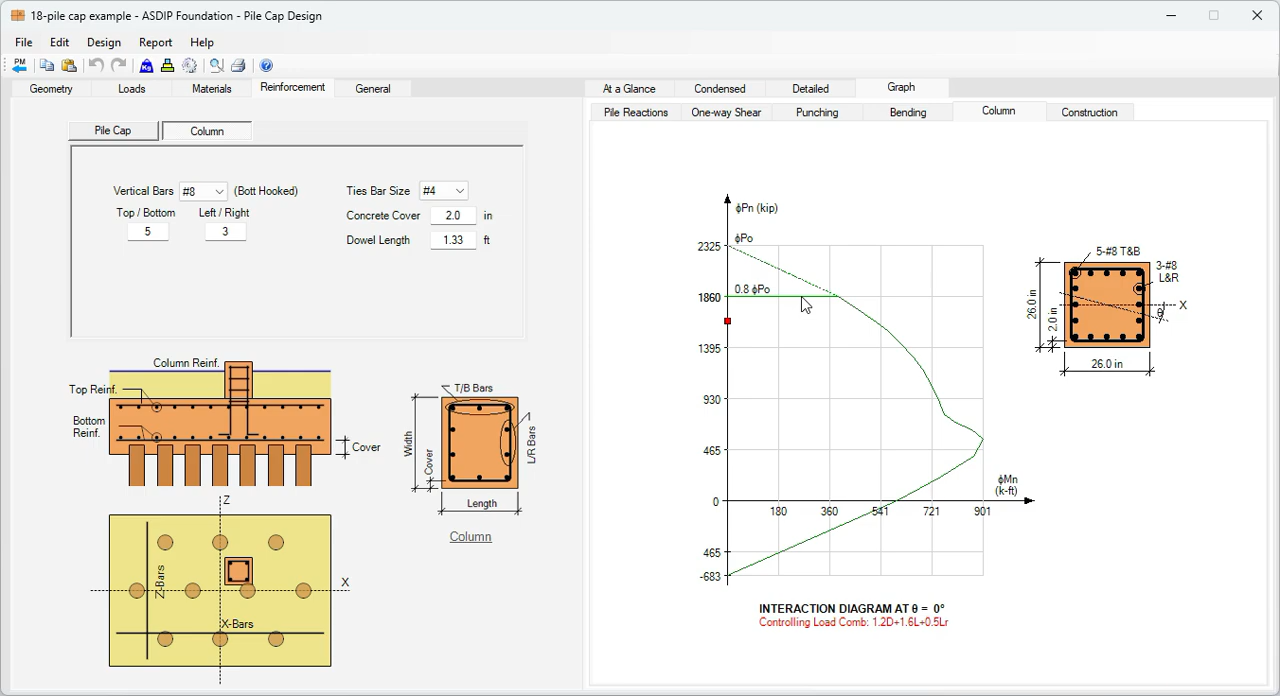 18-pile cap example - ASDIP Foundation - Pile Cap Design
File Edit Design Report Help
PM Kg
Geometry Loads Materials Reinforcement General
At a Glance Condensed Detailed Graph
Pile Reactions One-way Shear Punching Bending Column Construction
Pile Cap Column
Vertical Bars #8 (Bott Hooked)
Top / Bottom Left / Right
5 3
Ties Bar Size #4
Concrete Cover 2.0 in
Dowel Length 1.33 ft
Column Reinf.
Top Reinf.
Bottom
Reinf.
Cover
T/B Bars
Width
Cover
L/R Bars
Length
Column
Z
X
Z-Bars
X-Bars
ϕPn (kip)
ϕPo
2325
0.8 ϕPo
1860
1395
930
465
0
465
-683
ϕMn
(k-ft)
180 360 541 721 901
5-#8 T&B
3-#8
L&R
26.0 in
2.0 in
X
θ
26.0 in
INTERACTION DIAGRAM AT θ = 0°
Controlling Load Comb: 1.2D+1.6L+0.5Lr